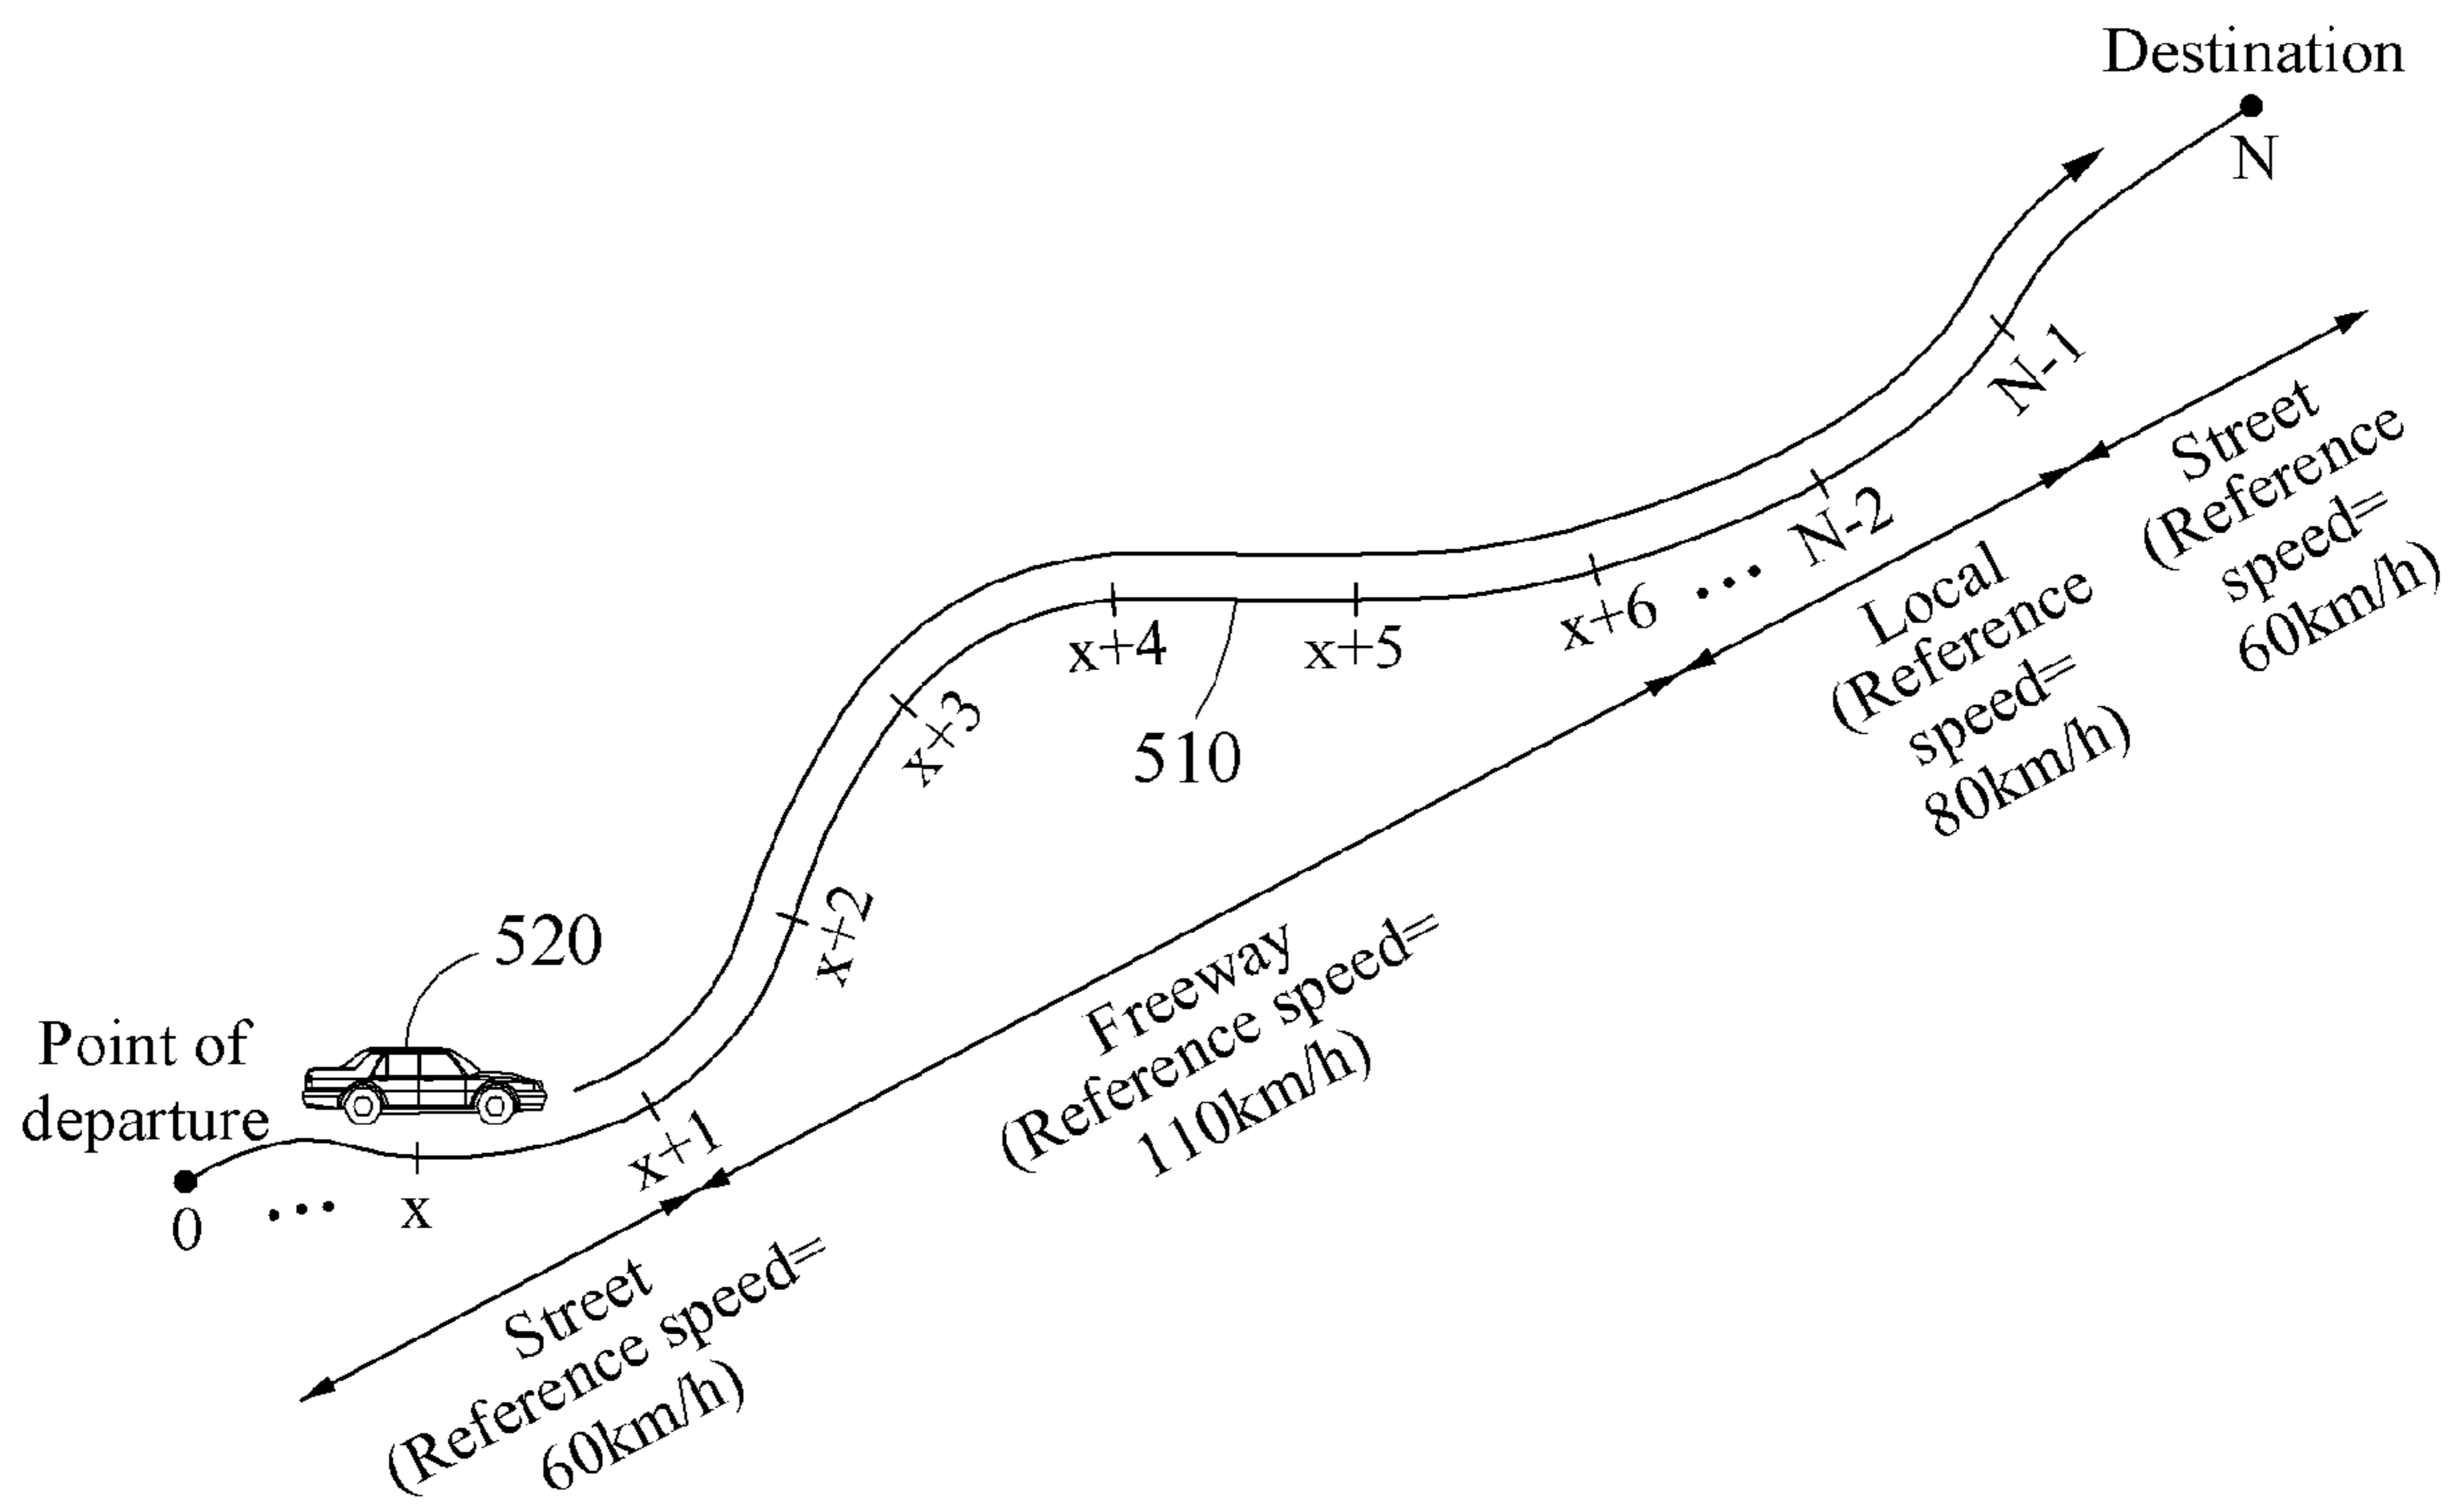 Destination
N
N-1
Street
(Reference
speed=
60km/h)
N-2
...
Local
(Reference
speed=
80km/h)
x+6
x+5
x+4
510
x+3
x+2
Freeway
(Reference speed=
110km/h)
520
Point of
departure
0
...
x
x+1
Street
(Reference speed=
60km/h)